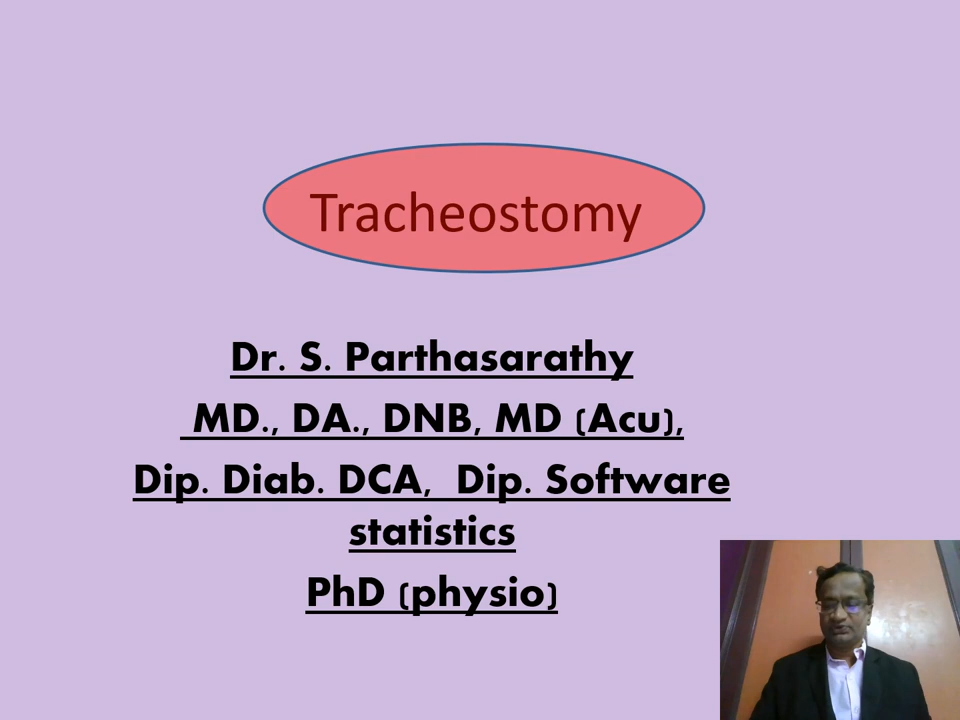 Tracheostomy
Dr. S. Parthasarathy
MD., DA., DNB, MD (Acu),
Dip. Diab. DCA, Dip. Software
statistics
PhD (physio)